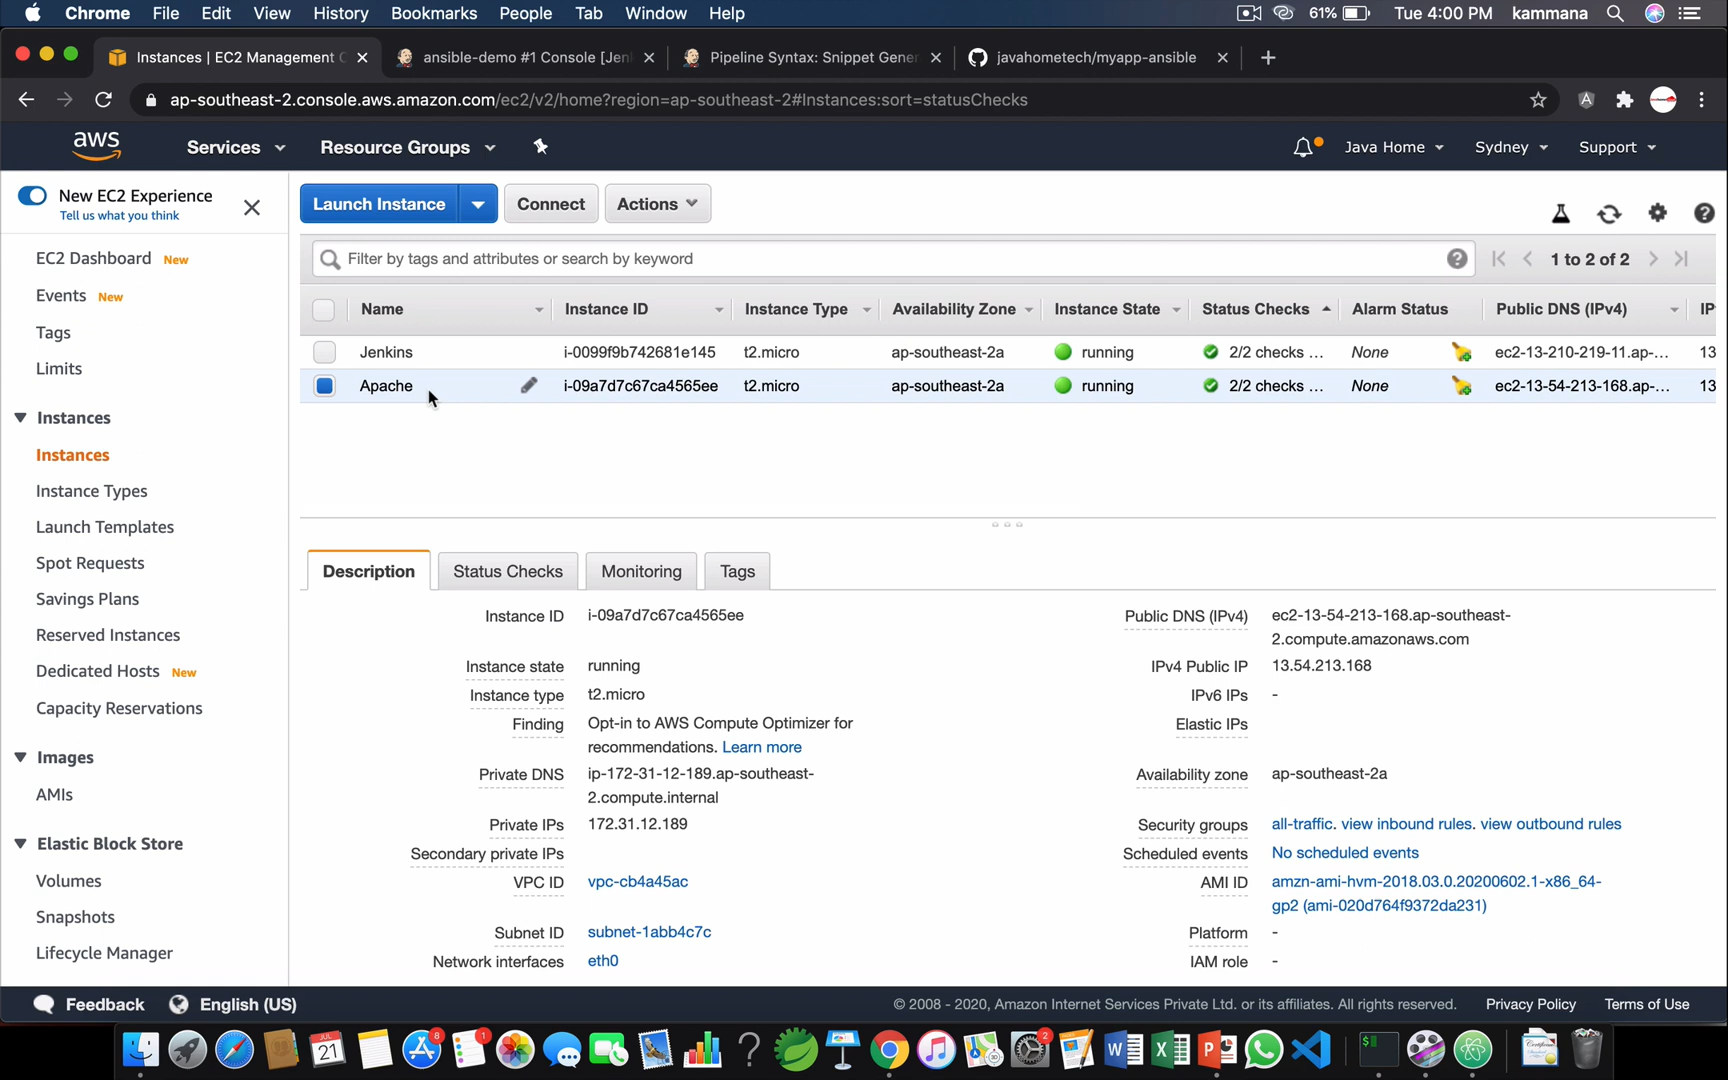 Chrome File Edit View History Bookmarks People Tab Window Help 61% Tue 4:00 PM kammana
Instances | EC2 Management C ansible-demo #1 Console [Jen Pipeline Syntax: Snippet Gener javahometech/myapp-ansible
ap-southeast-2.console.aws.amazon.com/ec2/v2/home?region=ap-southeast-2#Instances:sort=statusChecks
aws Services Resource Groups Java Home Sydney Support
New EC2 Experience
Tell us what you think
EC2 Dashboard New
Events New
Tags
Limits
Instances
Instances
Instance Types
Launch Templates
Spot Requests
Savings Plans
Reserved Instances
Dedicated Hosts New
Capacity Reservations
Images
AMIs
Elastic Block Store
Volumes
Snapshots
Lifecycle Manager
Launch Instance Connect Actions
Filter by tags and attributes or search by keyword 1 to 2 of 2
Name Instance ID Instance Type Availability Zone Instance State Status Checks Alarm Status Public DNS (IPv4) IP
Jenkins i-0099f9b742681e145 t2.micro ap-southeast-2a running 2/2 checks ... None ec2-13-210-219-11.ap-... 13
Apache i-09a7d7c67ca4565ee t2.micro ap-southeast-2a running 2/2 checks ... None ec2-13-54-213-168.ap-... 13
Description Status Checks Monitoring Tags
Instance ID i-09a7d7c67ca4565ee
Instance state running
Instance type t2.micro
Finding Opt-in to AWS Compute Optimizer for
recommendations. Learn more
Private DNS ip-172-31-12-189.ap-southeast-
2.compute.internal
Private IPs 172.31.12.189
Secondary private IPs
VPC ID vpc-cb4a45ac
Subnet ID subnet-1abb4c7c
Network interfaces eth0
Public DNS (IPv4) ec2-13-54-213-168.ap-southeast-
2.compute.amazonaws.com
IPv4 Public IP 13.54.213.168
IPv6 IPs -
Elastic IPs
Availability zone ap-southeast-2a
Security groups all-traffic. view inbound rules. view outbound rules
Scheduled events No scheduled events
AMI ID amzn-ami-hvm-2018.03.0.20200602.1-x86_64-
gp2 (ami-020d764f9372da231)
Platform -
IAM role -
Feedback English (US) © 2008 - 2020, Amazon Internet Services Private Ltd. or its affiliates. All rights reserved. Privacy Policy Terms of Use
JUL
21
8
1
2